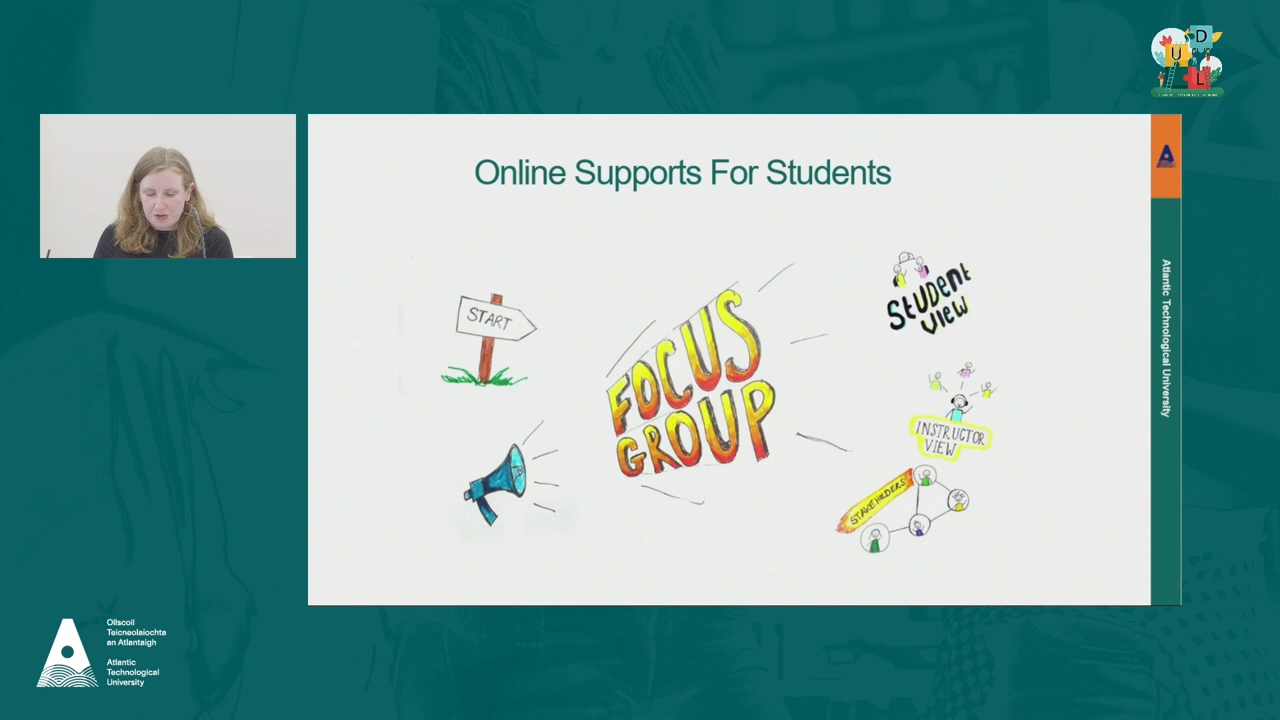 U
D
L
Online Supports For Students
START
FOCUS
GROUP
STUDENT
VIEW
INSTRUCTOR
VIEW
STAKEHOLDERS
Atlantic Technological University
Ollscoil
Teicneolaíochta
an Atlantaigh
Atlantic
Technological
University